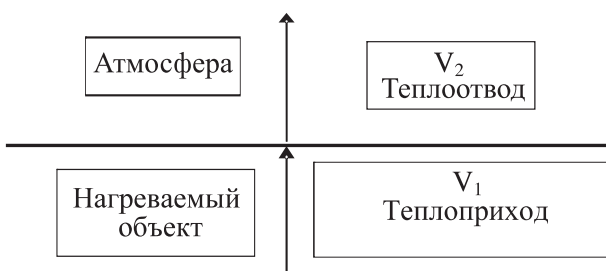 Атмосфера
V₂
Теплоотвод
Нагреваемый
объект
V₁
Теплоприход